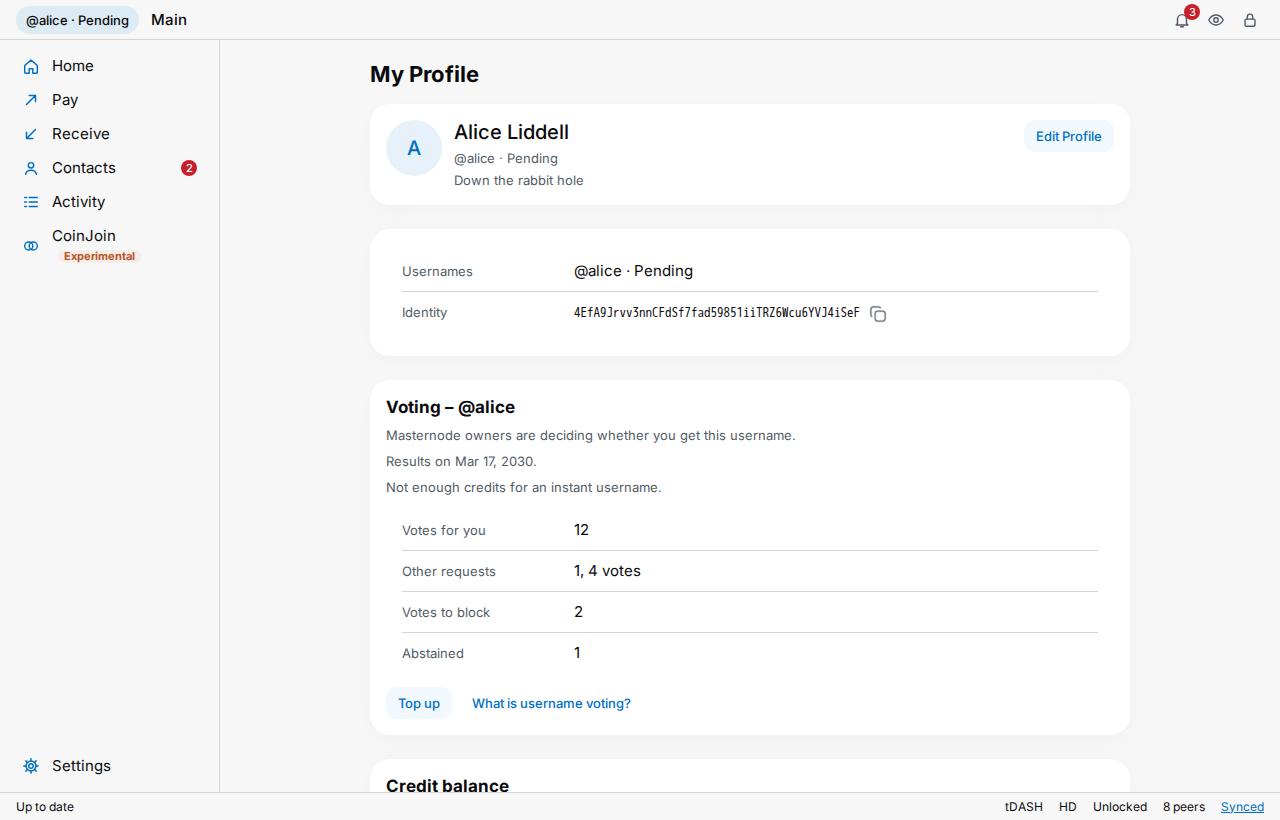 @alice · Pending Main 3
Home
Pay
Receive
Contacts 2
Activity
CoinJoin
Experimental
Settings
My Profile
A
Alice Liddell
@alice · Pending
Down the rabbit hole
Edit Profile
Usernames @alice · Pending
Identity 4EfA9Jrvv3nnCFdSf7fad59851iiTRZ6Wcu6YVJ4iSeF
Voting – @alice
Masternode owners are deciding whether you get this username.
Results on Mar 17, 2030.
Not enough credits for an instant username.
Votes for you 12
Other requests 1, 4 votes
Votes to block 2
Abstained 1
Top up What is username voting?
Credit balance
Up to date tDASH HD Unlocked 8 peers Synced